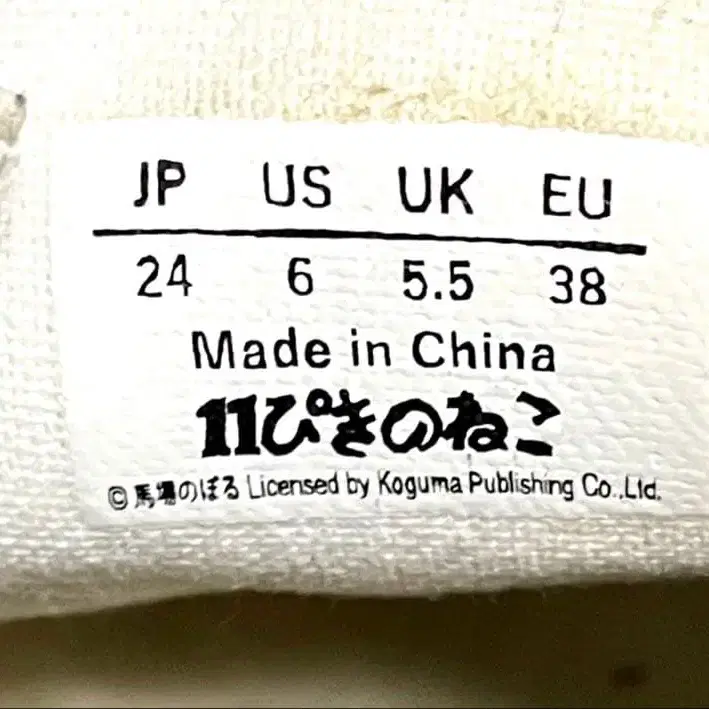 JP US UK EU
24 6 5.5 38
Made in China
11ぴきのねこ
© 馬場のぼる Licensed by Koguma Publishing Co.,Ltd.